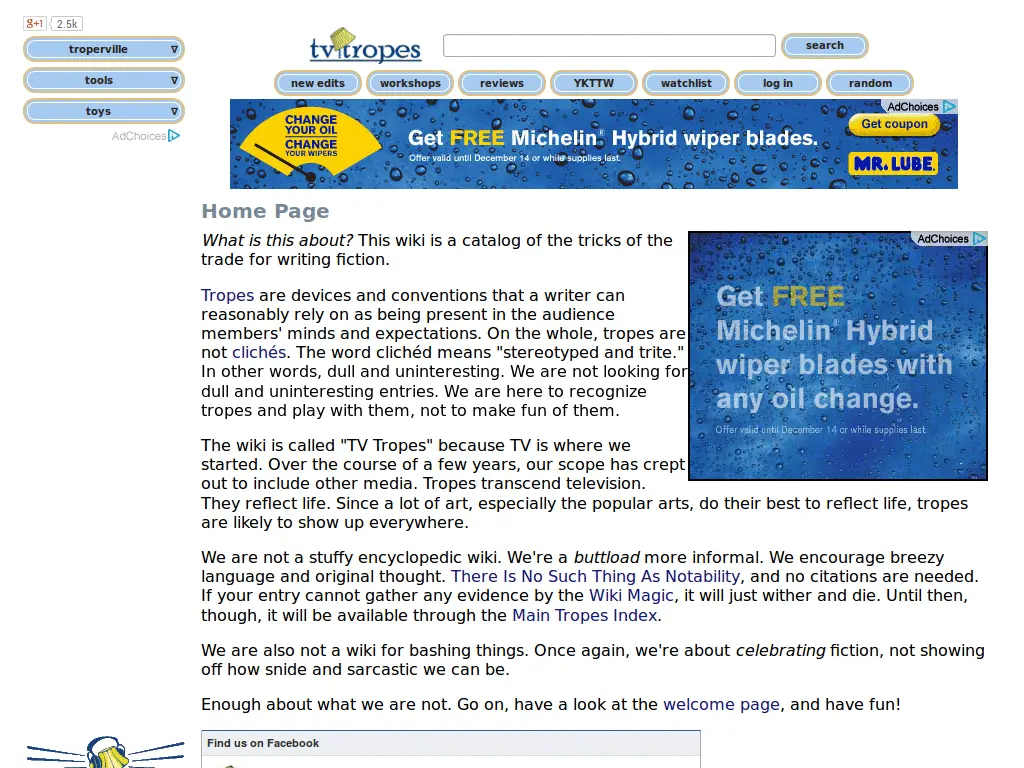 g+1 2.5k
troperville ∇
tools ∇
toys ∇
AdChoices
tv tropes
search
new edits workshops reviews YKTTW watchlist log in random
AdChoices
CHANGE YOUR OIL
CHANGE YOUR WIPERS
Get FREE Michelin® Hybrid wiper blades.
Offer valid until December 14 or while supplies last.
Get coupon
MR. LUBE
Home Page
What is this about? This wiki is a catalog of the tricks of the
trade for writing fiction.
Tropes are devices and conventions that a writer can
reasonably rely on as being present in the audience
members' minds and expectations. On the whole, tropes are
not clichés. The word clichéd means "stereotyped and trite."
In other words, dull and uninteresting. We are not looking for
dull and uninteresting entries. We are here to recognize
tropes and play with them, not to make fun of them.
AdChoices
Get FREE
Michelin® Hybrid
wiper blades with
any oil change.
Offer valid until December 14 or while supplies last.
The wiki is called "TV Tropes" because TV is where we
started. Over the course of a few years, our scope has crept
out to include other media. Tropes transcend television.
They reflect life. Since a lot of art, especially the popular arts, do their best to reflect life, tropes
are likely to show up everywhere.
We are not a stuffy encyclopedic wiki. We're a buttload more informal. We encourage breezy
language and original thought. There Is No Such Thing As Notability, and no citations are needed.
If your entry cannot gather any evidence by the Wiki Magic, it will just wither and die. Until then,
though, it will be available through the Main Tropes Index.
We are also not a wiki for bashing things. Once again, we're about celebrating fiction, not showing
off how snide and sarcastic we can be.
Enough about what we are not. Go on, have a look at the welcome page, and have fun!
Find us on Facebook